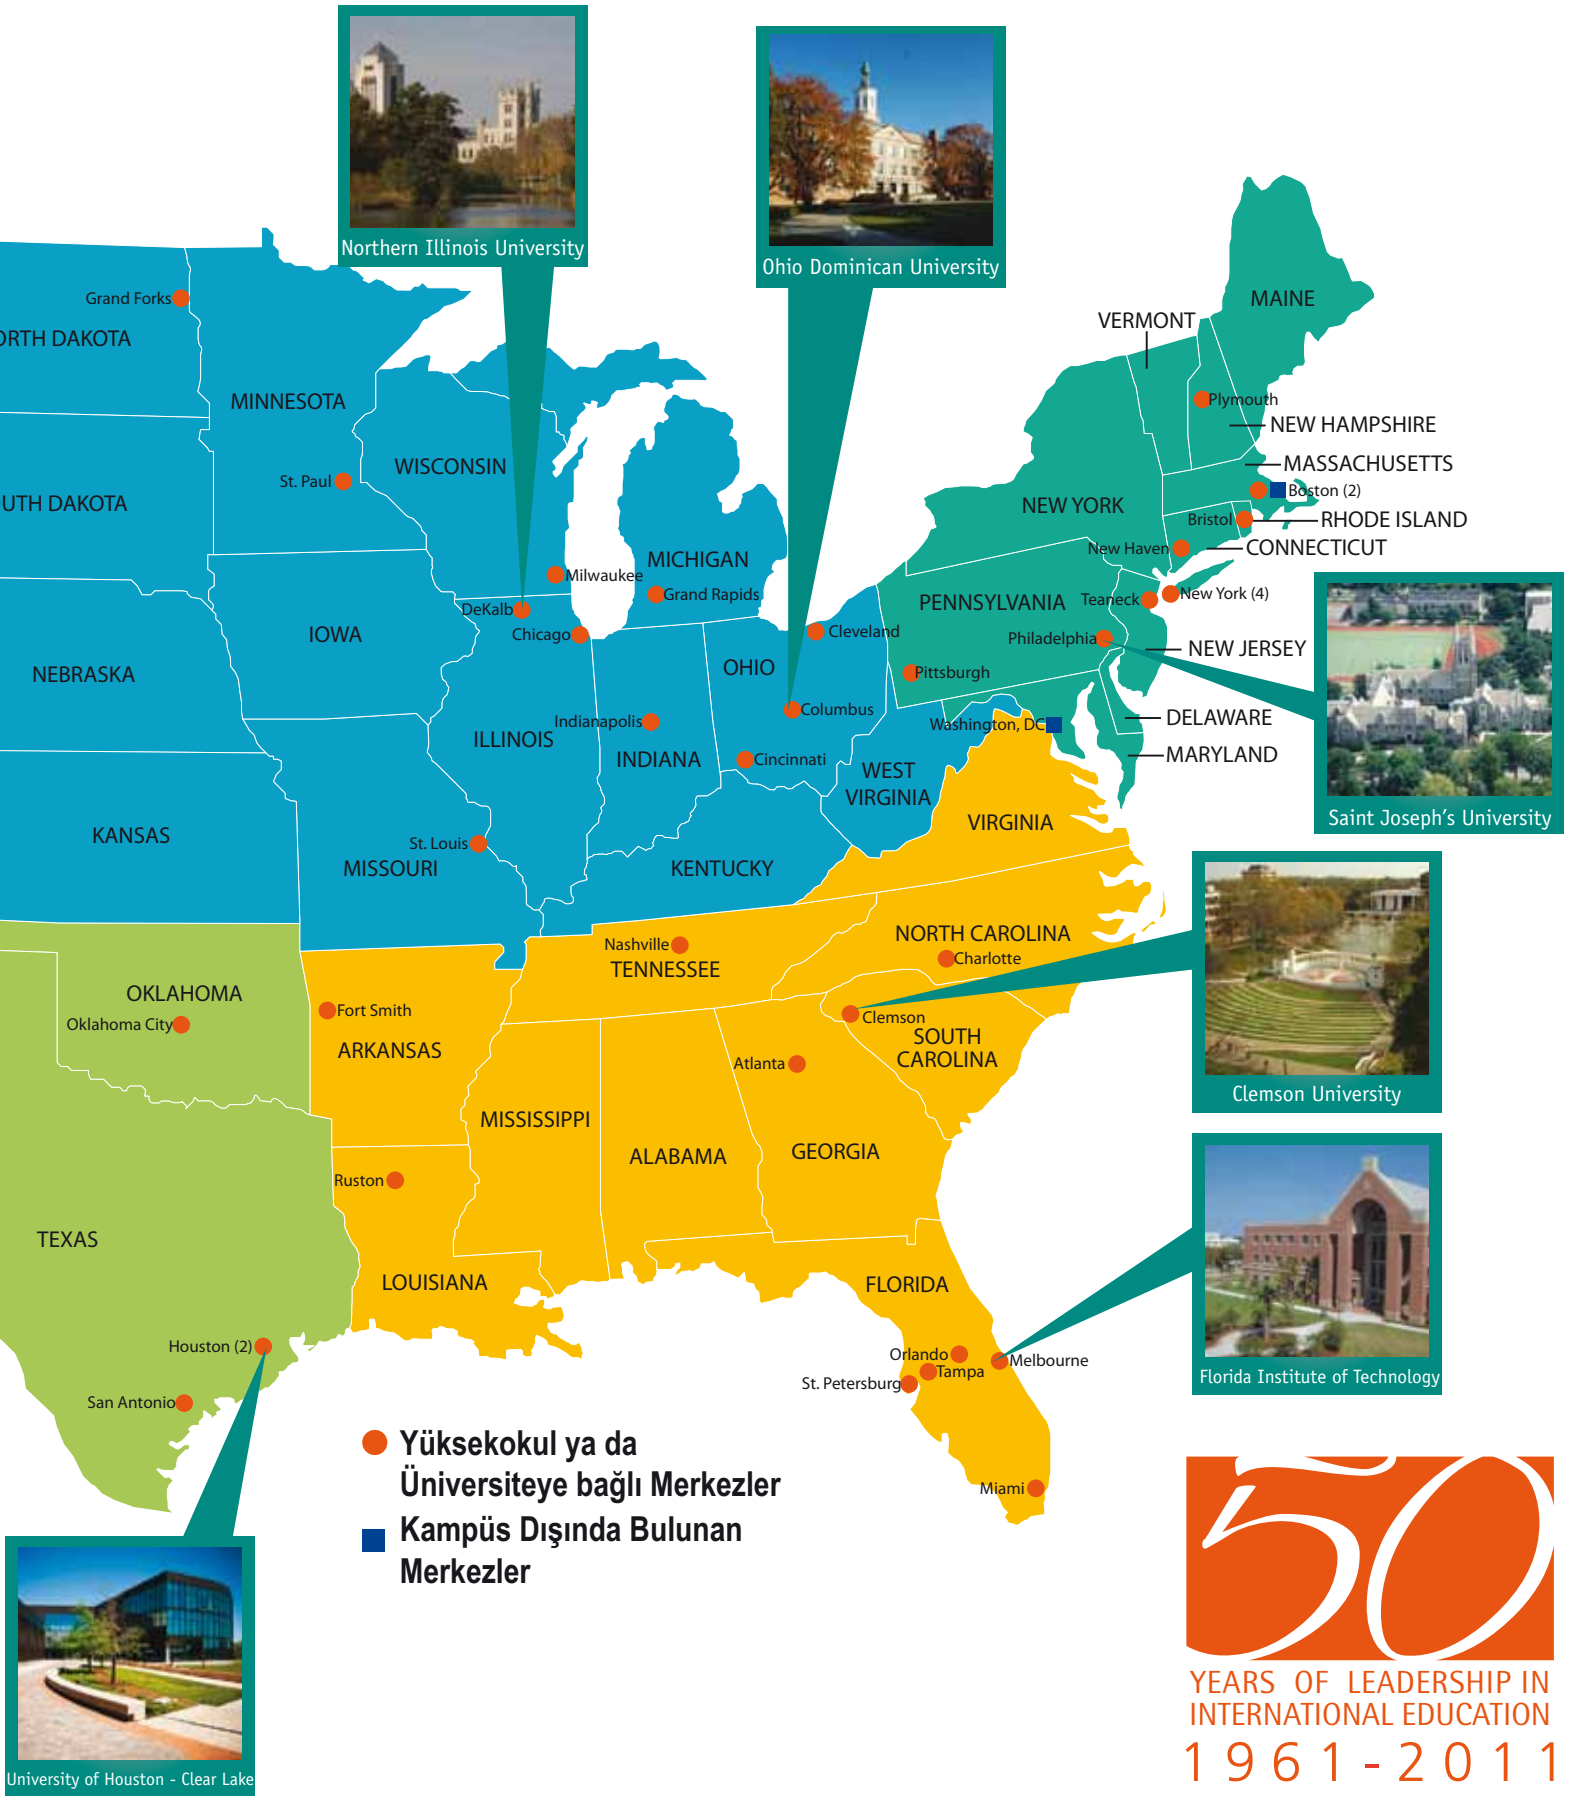 Northern Illinois University
Ohio Dominican University
MAINE
VERMONT
Grand Forks
ORTH DAKOTA
MINNESOTA
Plymouth
NEW HAMPSHIRE
WISCONSIN
MASSACHUSETTS
St. Paul
Boston (2)
UTH DAKOTA
NEW YORK
Bristol
RHODE ISLAND
New Haven
CONNECTICUT
MICHIGAN
Milwaukee
Grand Rapids
New York (4)
Teaneck
PENNSYLVANIA
DeKalb
Chicago
IOWA
Cleveland
Philadelphia
NEW JERSEY
NEBRASKA
OHIO
Pittsburgh
Columbus
DELAWARE
Indianapolis
Washington, DC
ILLINOIS
INDIANA
Cincinnati
MARYLAND
WEST
VIRGINIA
Saint Joseph's University
VIRGINIA
KANSAS
St. Louis
MISSOURI
KENTUCKY
NORTH CAROLINA
Nashville
TENNESSEE
Charlotte
OKLAHOMA
Oklahoma City
Fort Smith
Clemson
SOUTH
CAROLINA
ARKANSAS
Atlanta
Clemson University
MISSISSIPPI
ALABAMA
GEORGIA
Ruston
TEXAS
LOUISIANA
FLORIDA
Houston (2)
Orlando
Melbourne
Tampa
St. Petersburg
Florida Institute of Technology
San Antonio
Miami
Yüksekokul ya da
Üniversiteye bağlı Merkezler
Kampüs Dışında Bulunan
Merkezler
50
YEARS OF LEADERSHIP IN
INTERNATIONAL EDUCATION
1961-2011
University of Houston - Clear Lake